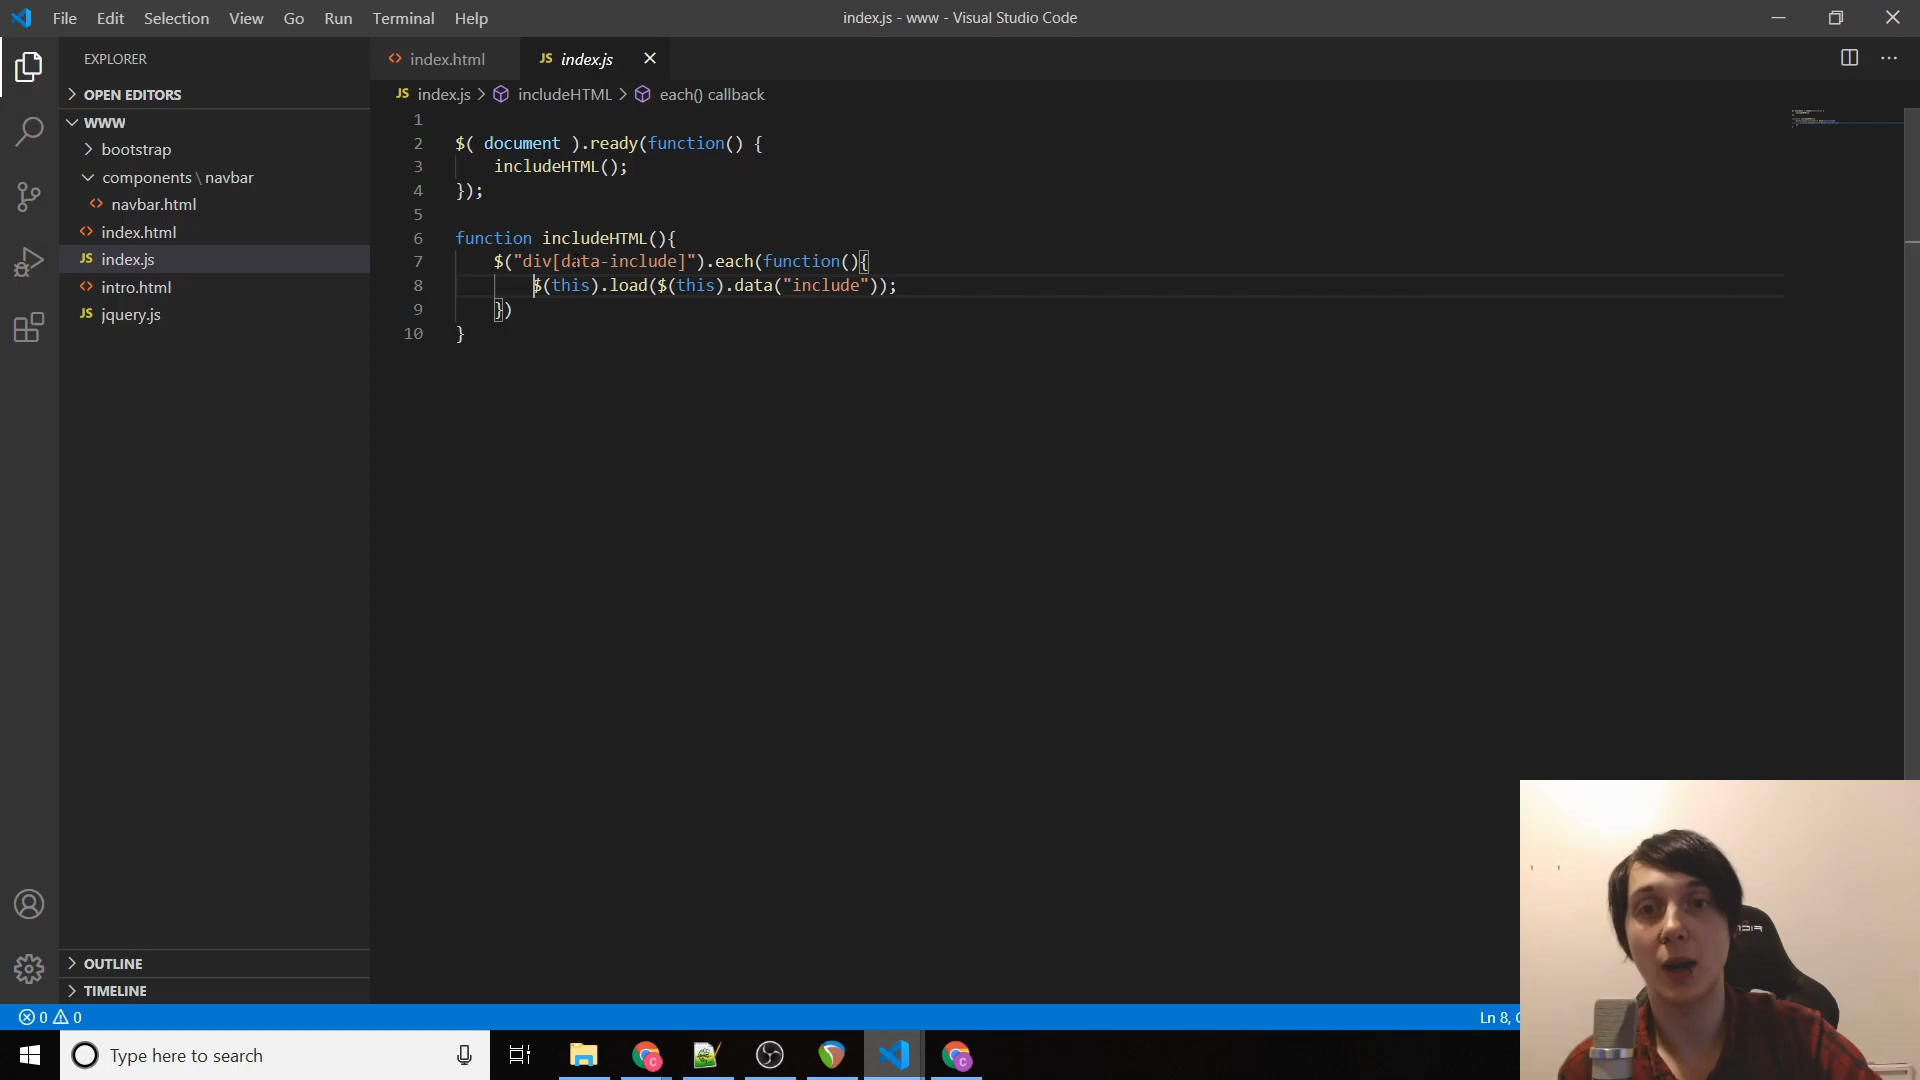 File Edit Selection View Go Run Terminal Help
index.js - www - Visual Studio Code
EXPLORER
OPEN EDITORS
WWW
bootstrap
components \ navbar
navbar.html
index.html
JS index.js
intro.html
JS jquery.js
OUTLINE
TIMELINE
index.html
JS index.js
JS index.js > includeHTML > each() callback
1
2 $( document ).ready(function() {
3 includeHTML();
4 });
5
6 function includeHTML(){
7 $("div[data-include]").each(function(){
8 $(this).load($(this).data("include"));
9 })
10 }
0 0
Ln 8,
Type here to search